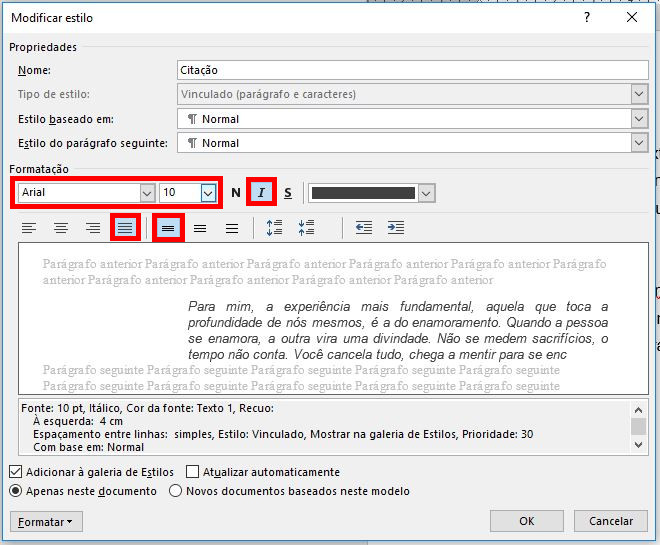 Modificar estilo ? ×
Propriedades
Nome: Citação
Tipo de estilo: Vinculado (parágrafo e caracteres)
Estilo baseado em: ¶ Normal
Estilo do parágrafo seguinte: ¶ Normal
Formatação
Arial 10 N I S
Parágrafo anterior Parágrafo anterior Parágrafo anterior Parágrafo anterior Parágrafo anterior Parágrafo
anterior Parágrafo anterior Parágrafo anterior Parágrafo anterior Parágrafo anterior
Para mim, a experiência mais fundamental, aquela que toca a
profundidade de nós mesmos, é a do enamoramento. Quando a pessoa
se enamora, a outra vira uma divindade. Não se medem sacrifícios, o
tempo não conta. Você cancela tudo, chega a mentir para se enc
Parágrafo seguinte Parágrafo seguinte Parágrafo seguinte Parágrafo seguinte Parágrafo seguinte
Parágrafo seguinte Parágrafo seguinte Parágrafo seguinte Parágrafo seguinte Parágrafo seguinte
Fonte: 10 pt, Itálico, Cor da fonte: Texto 1, Recuo:
À esquerda: 4 cm
Espaçamento entre linhas: simples, Estilo: Vinculado, Mostrar na galeria de Estilos, Prioridade: 30
Com base em: Normal
Adicionar à galeria de Estilos Atualizar automaticamente
Apenas neste documento Novos documentos baseados neste modelo
Formatar OK Cancelar